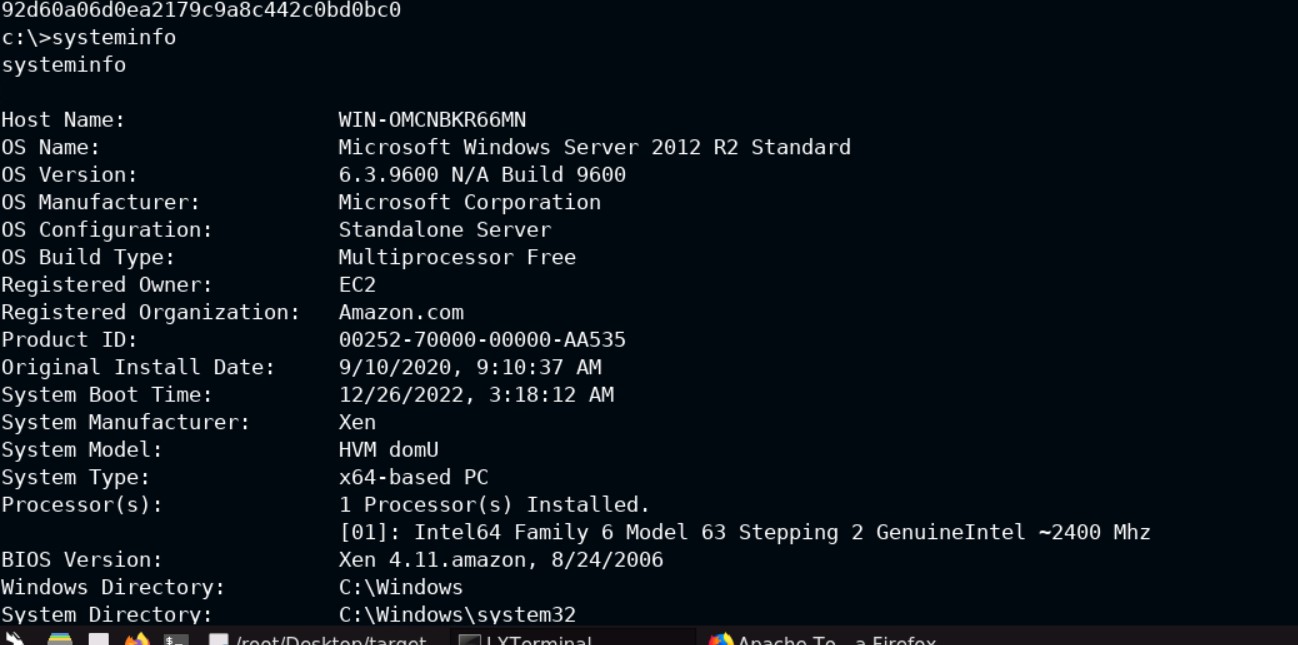 92d60a06d0ea2179c9a8c442c0bd0bc0
c:\>systeminfo
systeminfo
Host Name: WIN-OMCNBKR66MN
OS Name: Microsoft Windows Server 2012 R2 Standard
OS Version: 6.3.9600 N/A Build 9600
OS Manufacturer: Microsoft Corporation
OS Configuration: Standalone Server
OS Build Type: Multiprocessor Free
Registered Owner: EC2
Registered Organization: Amazon.com
Product ID: 00252-70000-00000-AA535
Original Install Date: 9/10/2020, 9:10:37 AM
System Boot Time: 12/26/2022, 3:18:12 AM
System Manufacturer: Xen
System Model: HVM domU
System Type: x64-based PC
Processor(s): 1 Processor(s) Installed.
[01]: Intel64 Family 6 Model 63 Stepping 2 GenuineIntel ~2400 Mhz
BIOS Version: Xen 4.11.amazon, 8/24/2006
Windows Directory: C:\Windows
System Directory: C:\Windows\system32
/root/Desktop/target LXTerminal Apache To...a Firefox